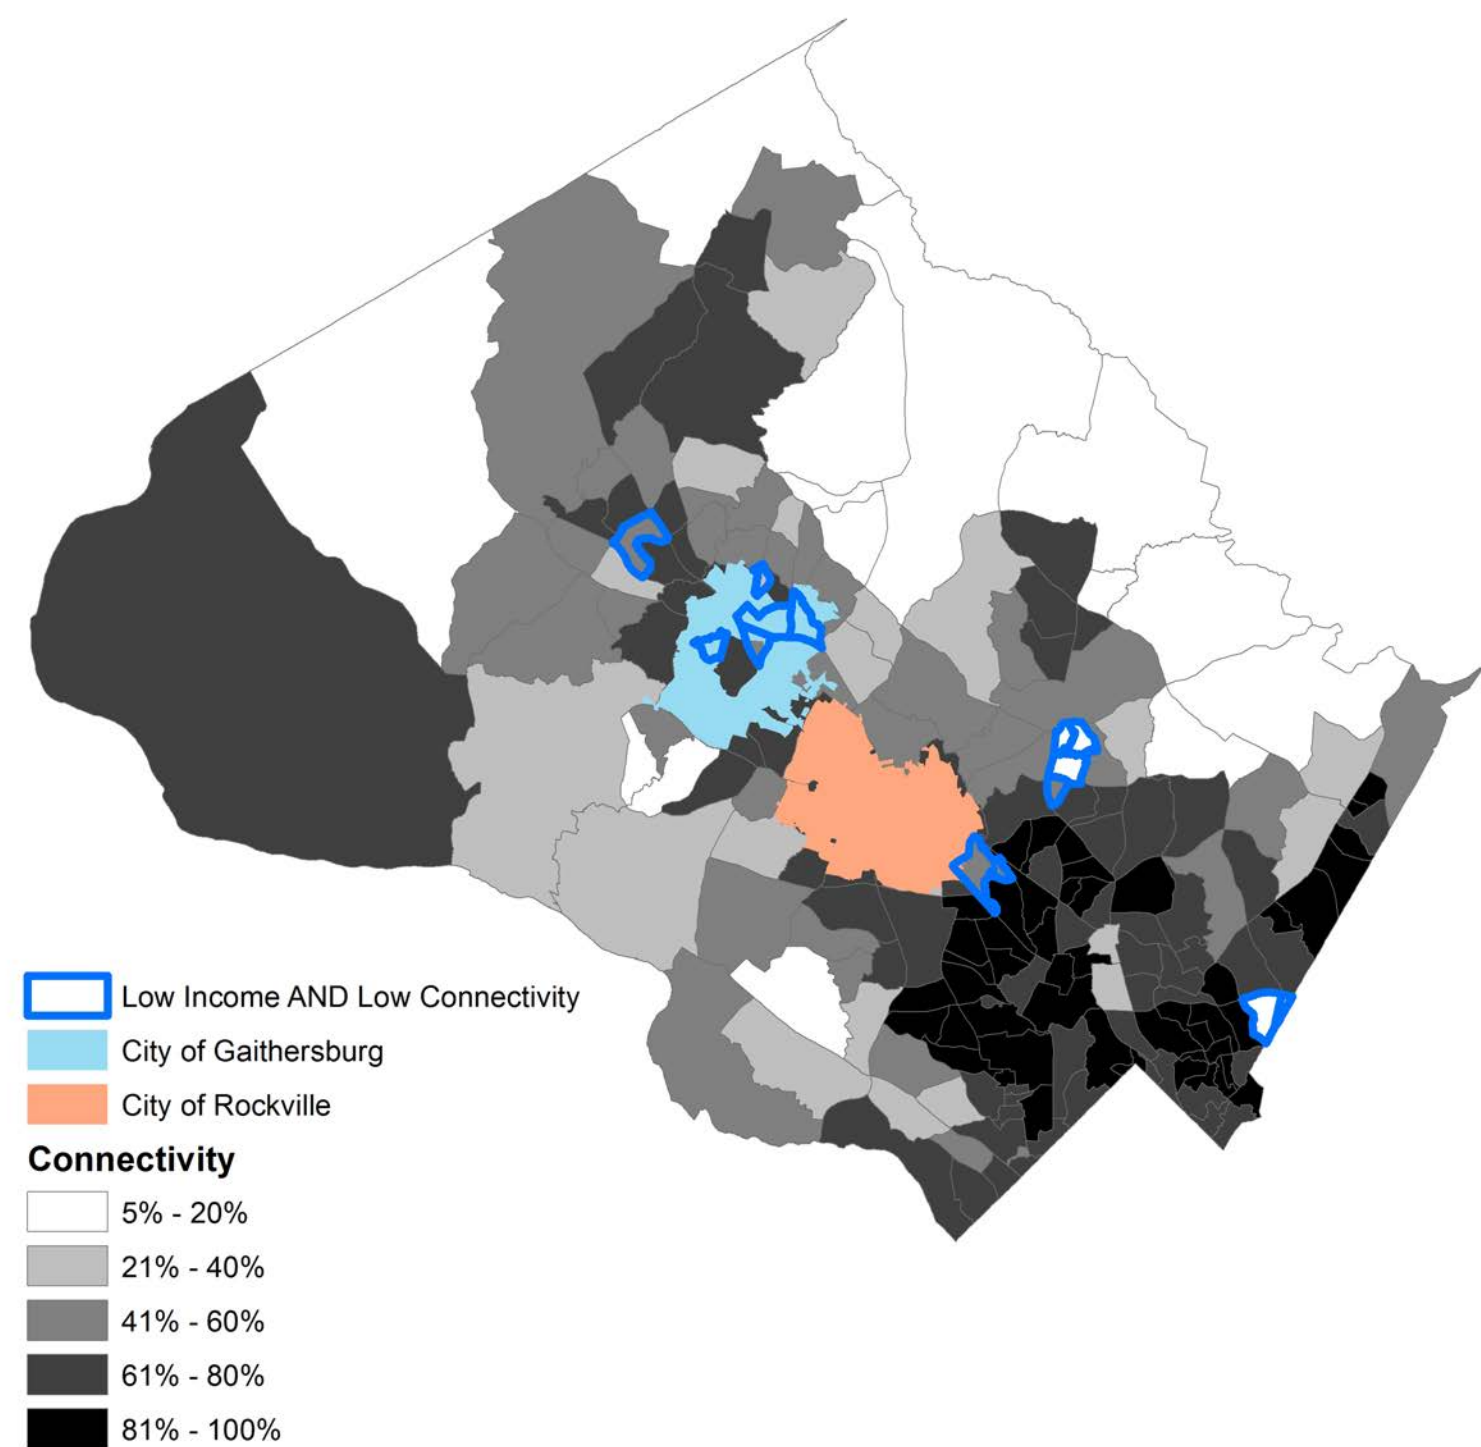 Low Income AND Low Connectivity
City of Gaithersburg
City of Rockville
Connectivity
5% - 20%
21% - 40%
41% - 60%
61% - 80%
81% - 100%